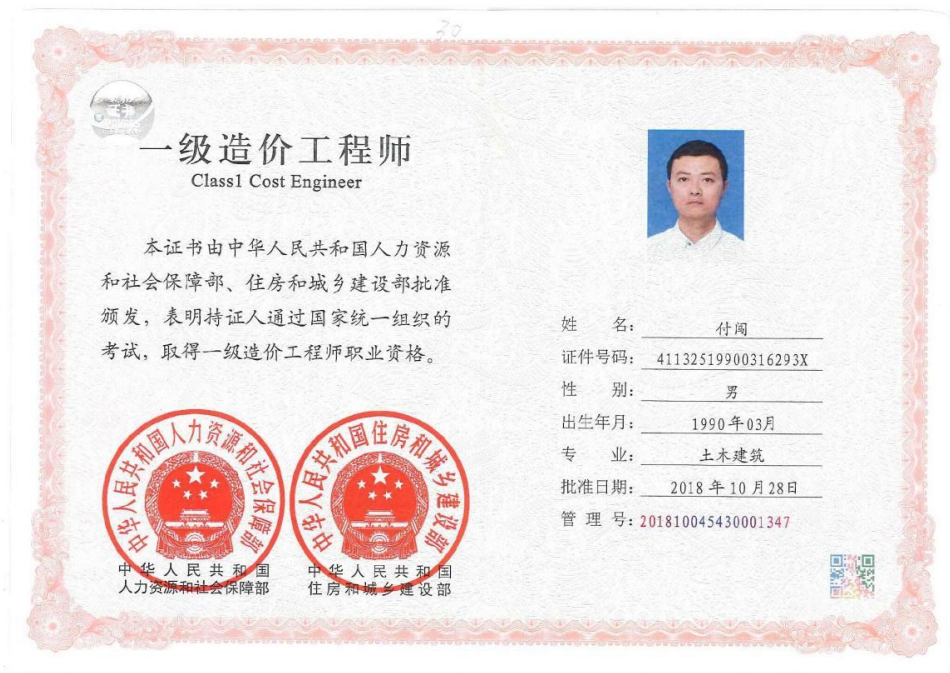 30
一级造价工程师
Class1 Cost Engineer
本证书由中华人民共和国人力资源
和社会保障部、住房和城乡建设部批准
颁发，表明持证人通过国家统一组织的
考试，取得一级造价工程师职业资格。
中华人民共和国人力资源和社会保障部
中华人民共和国住房和城乡建设部
中华人民共和国
人力资源和社会保障部
中华人民共和国
住房和城乡建设部
姓 名: 付闯
证件号码: 41132519900316293X
性 别: 男
出生年月: 1990年03月
专 业: 土木建筑
批准日期: 2018年10月28日
管 理 号: 201810045430001347